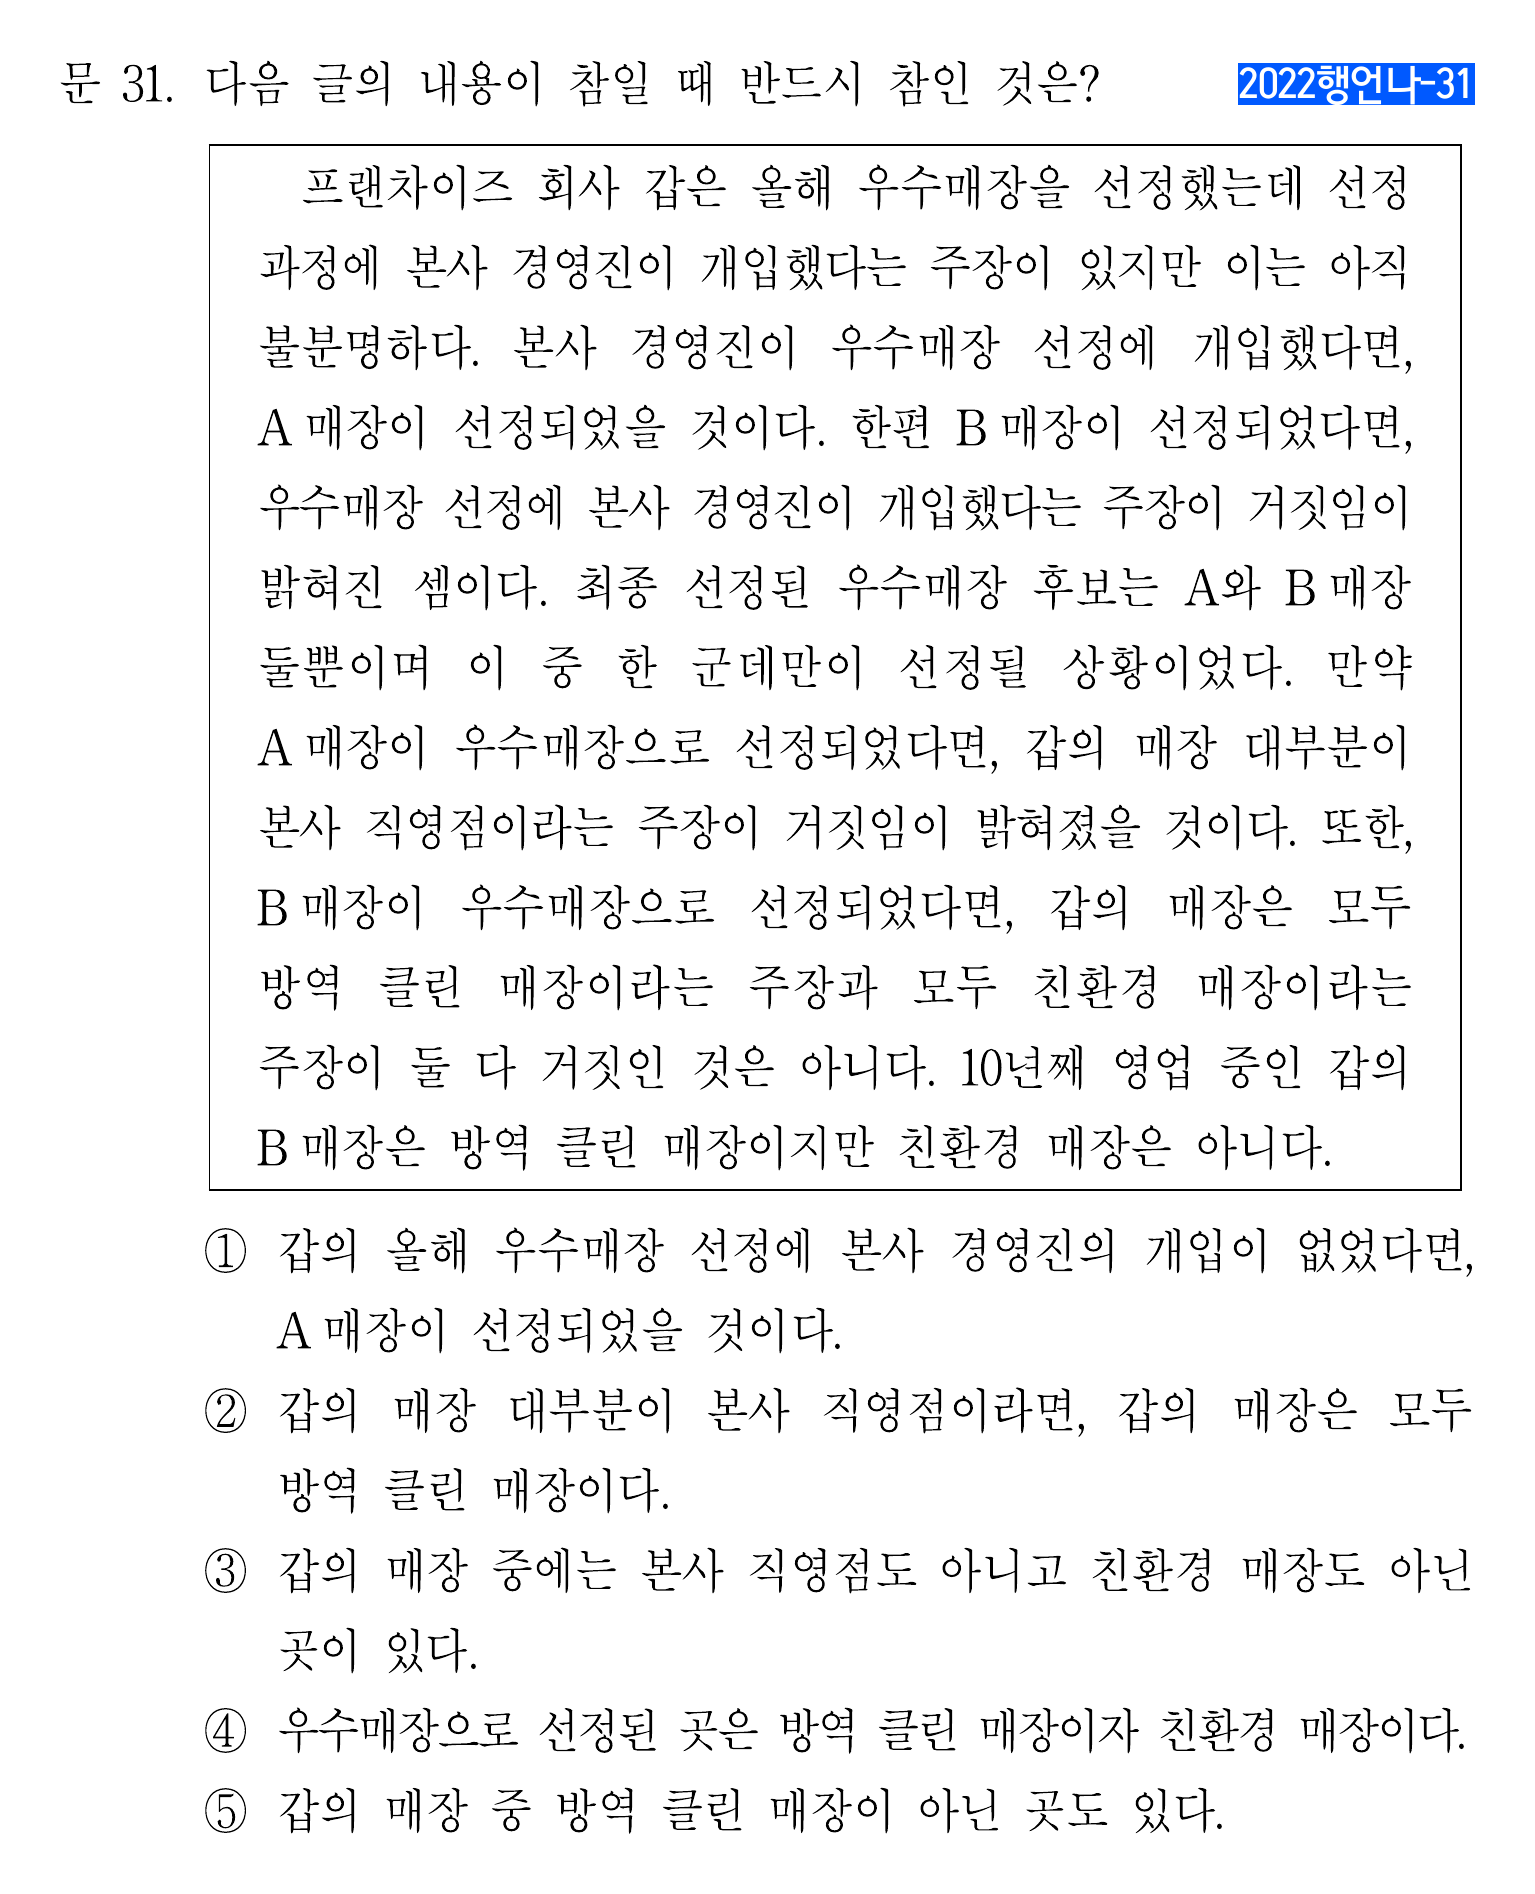 문 31. 다음 글의 내용이 참일 때 반드시 참인 것은? 2022행언나-31
프랜차이즈 회사 갑은 올해 우수매장을 선정했는데 선정
과정에 본사 경영진이 개입했다는 주장이 있지만 이는 아직
불분명하다. 본사 경영진이 우수매장 선정에 개입했다면,
A 매장이 선정되었을 것이다. 한편 B 매장이 선정되었다면,
우수매장 선정에 본사 경영진이 개입했다는 주장이 거짓임이
밝혀진 셈이다. 최종 선정된 우수매장 후보는 A와 B 매장
둘뿐이며 이 중 한 군데만이 선정될 상황이었다. 만약
A 매장이 우수매장으로 선정되었다면, 갑의 매장 대부분이
본사 직영점이라는 주장이 거짓임이 밝혀졌을 것이다. 또한,
B 매장이 우수매장으로 선정되었다면, 갑의 매장은 모두
방역 클린 매장이라는 주장과 모두 친환경 매장이라는
주장이 둘 다 거짓인 것은 아니다. 10년째 영업 중인 갑의
B 매장은 방역 클린 매장이지만 친환경 매장은 아니다.
① 갑의 올해 우수매장 선정에 본사 경영진의 개입이 없었다면,
A 매장이 선정되었을 것이다.
② 갑의 매장 대부분이 본사 직영점이라면, 갑의 매장은 모두
방역 클린 매장이다.
③ 갑의 매장 중에는 본사 직영점도 아니고 친환경 매장도 아닌
곳이 있다.
④ 우수매장으로 선정된 곳은 방역 클린 매장이자 친환경 매장이다.
⑤ 갑의 매장 중 방역 클린 매장이 아닌 곳도 있다.